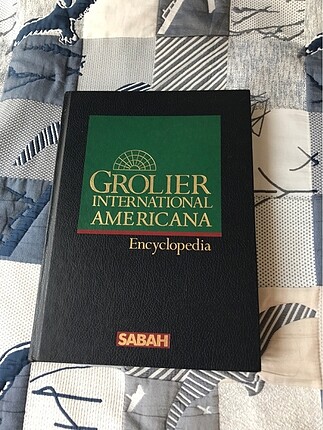 GROLIER
INTERNATIONAL
AMERICANA
Encyclopedia
SABAH